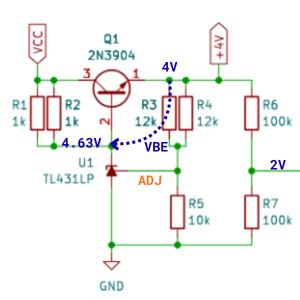 VCC
+4V
Q1
2N3904
3
1
2
4V
R1
1k
R2
1k
R3
12k
R4
12k
R6
100k
4.63V
VBE
U1
TL431LP
ADJ
2V
R5
10k
R7
100k
GND